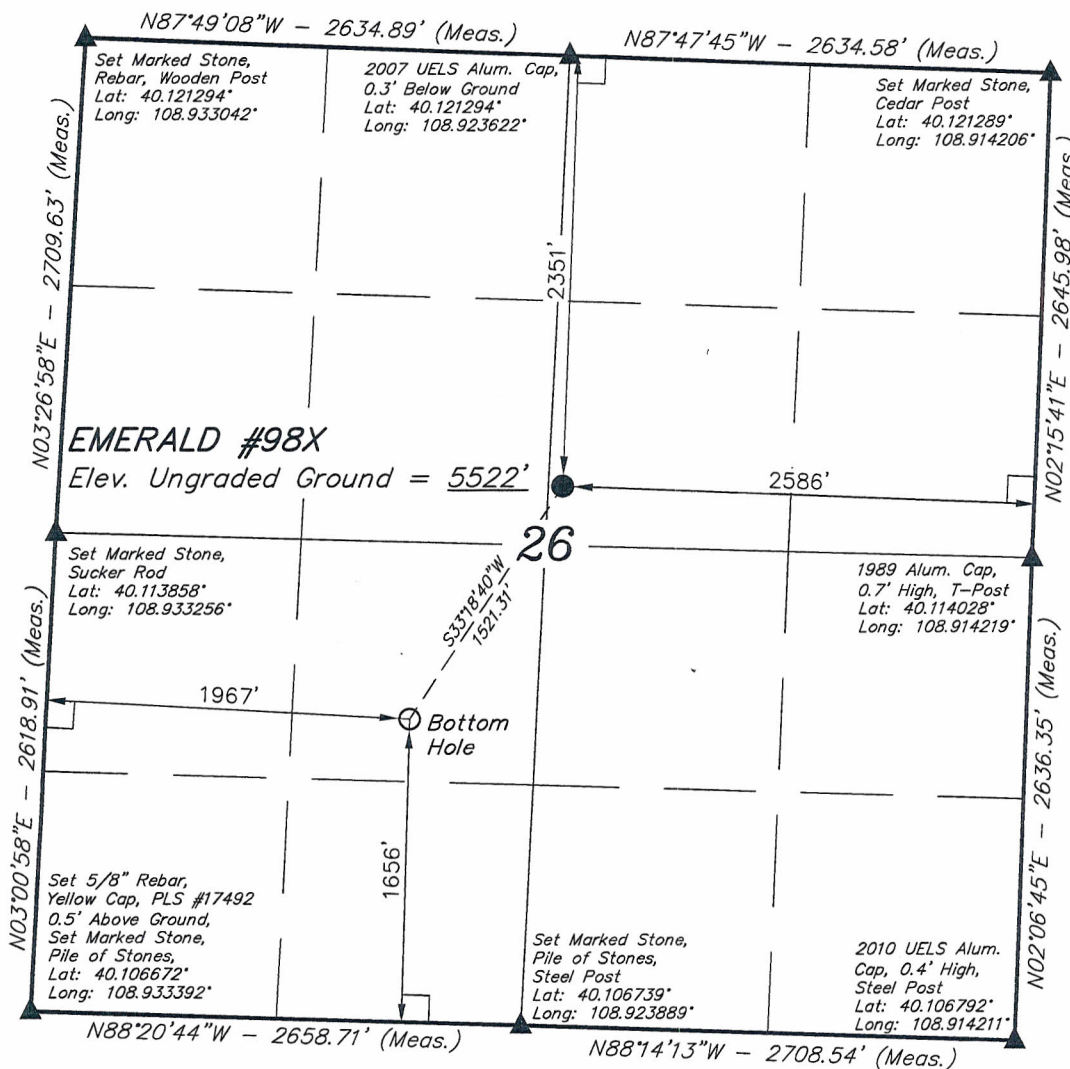 N87°49'08"W - 2634.89' (Meas.)
N87°47'45"W - 2634.58' (Meas.)
Set Marked Stone,
Rebar, Wooden Post
Lat: 40.121294°
Long: 108.933042°
2007 UELS Alum. Cap,
0.3' Below Ground
Lat: 40.121294°
Long: 108.923622°
Set Marked Stone,
Cedar Post
Lat: 40.121289°
Long: 108.914206°
N03°26'58"E - 2709.63' (Meas.)
2351'
N02°15'41"E - 2645.98' (Meas.)
EMERALD #98X
Elev. Ungraded Ground = 5522'
2586'
26
Set Marked Stone,
Sucker Rod
Lat: 40.113858°
Long: 108.933256°
S33°18'40"W
1521.31'
1989 Alum. Cap,
0.7' High, T-Post
Lat: 40.114028°
Long: 108.914219°
N03°00'58"E - 2618.91' (Meas.)
1967'
Bottom
Hole
1656'
N02°06'45"E - 2636.35' (Meas.)
Set 5/8" Rebar,
Yellow Cap, PLS #17492
0.5' Above Ground,
Set Marked Stone,
Pile of Stones,
Lat: 40.106672°
Long: 108.933392°
Set Marked Stone,
Pile of Stones,
Steel Post
Lat: 40.106739°
Long: 108.923889°
2010 UELS Alum.
Cap, 0.4' High,
Steel Post
Lat: 40.106792°
Long: 108.914211°
N88°20'44"W - 2658.71' (Meas.)
N88°14'13"W - 2708.54' (Meas.)